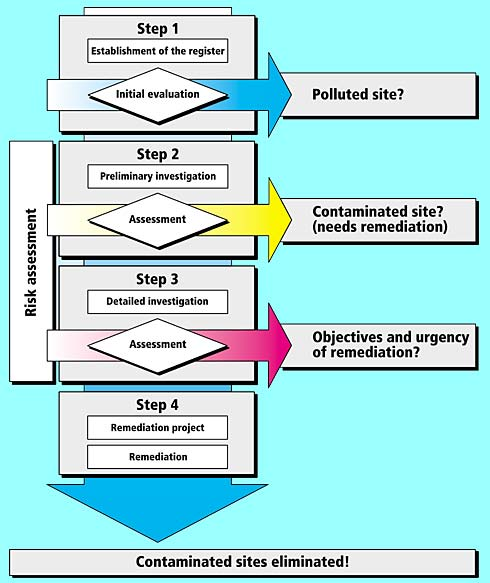 Step 1
Establishment of the register
Initial evaluation
Polluted site?
Step 2
Preliminary investigation
Assessment
Contaminated site?
(needs remediation)
Risk assessment
Step 3
Detailed investigation
Assessment
Objectives and urgency
of remediation?
Step 4
Remediation project
Remediation
Contaminated sites eliminated!